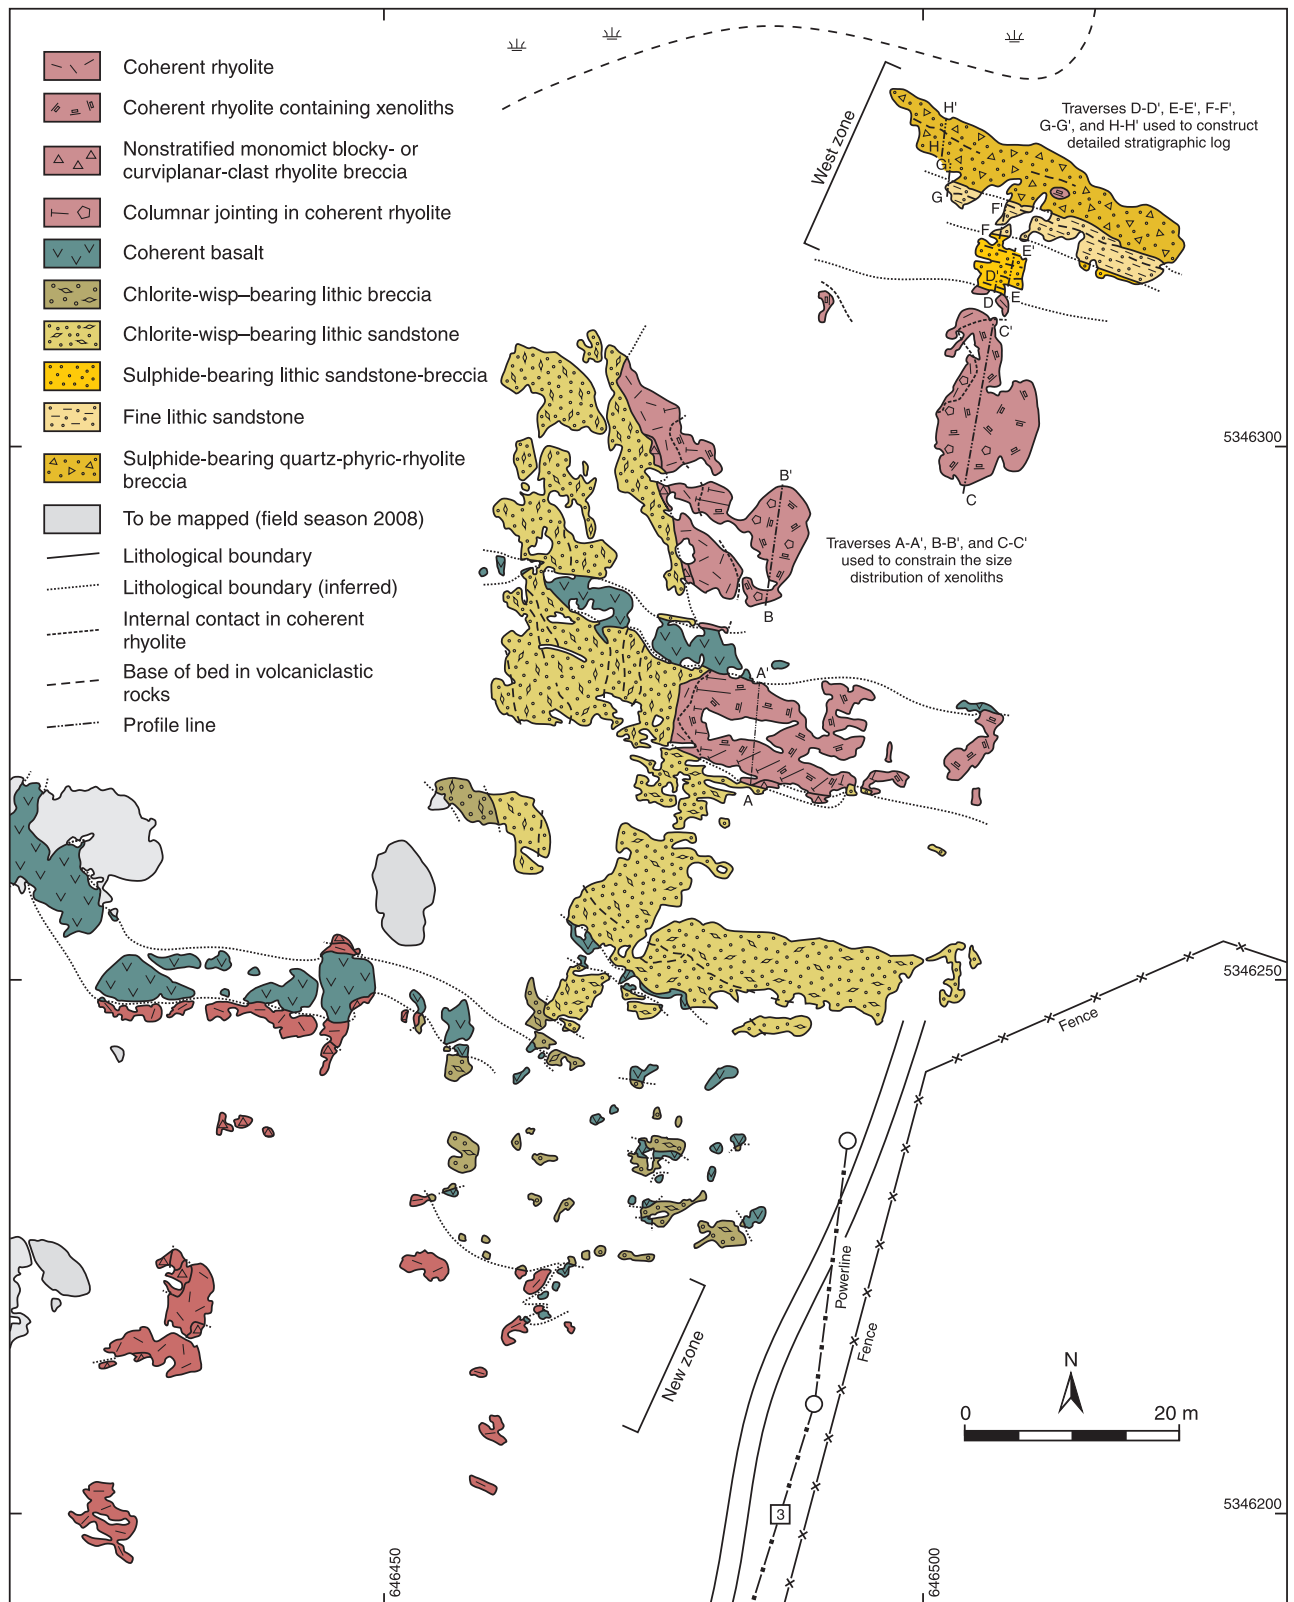 Coherent rhyolite
Coherent rhyolite containing xenoliths
Nonstratified monomict blocky- or
curviplanar-clast rhyolite breccia
Columnar jointing in coherent rhyolite
Coherent basalt
Chlorite-wisp–bearing lithic breccia
Chlorite-wisp–bearing lithic sandstone
Sulphide-bearing lithic sandstone-breccia
Fine lithic sandstone
Sulphide-bearing quartz-phyric-rhyolite
breccia
To be mapped (field season 2008)
Lithological boundary
Lithological boundary (inferred)
Internal contact in coherent
rhyolite
Base of bed in volcaniclastic
rocks
Profile line
West zone
Traverses D-D', E-E', F-F',
G-G', and H-H' used to construct
detailed stratigraphic log
H'
H
G'
G
F'
F
E'
D'
D
E
C'
C
5346300
B'
B
Traverses A-A', B-B', and C-C'
used to constrain the size
distribution of xenoliths
A'
A
5346250
Fence
Powerline
Fence
New zone
N
0
20 m
3
5346200
646450
646500